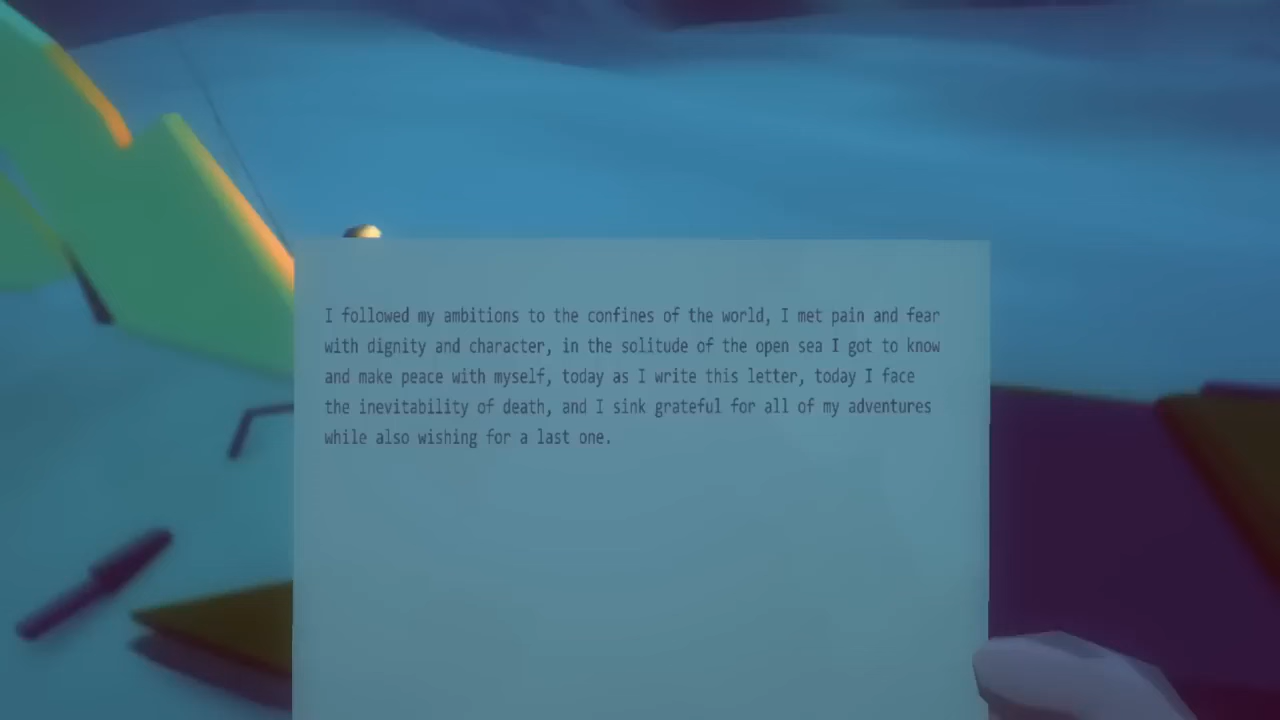 I followed my ambitions to the confines of the world, I met pain and fear
with dignity and character, in the solitude of the open sea I got to know
and make peace with myself, today as I write this letter, today I face
the inevitability of death, and I sink grateful for all of my adventures
while also wishing for a last one.